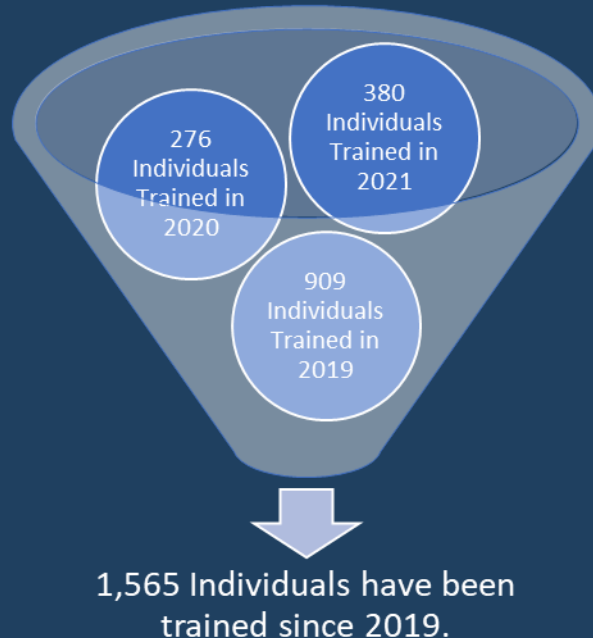 380
Individuals
Trained in
2021
276
Individuals
Trained in
2020
909
Individuals
Trained in
2019
1,565 Individuals have been
trained since 2019.